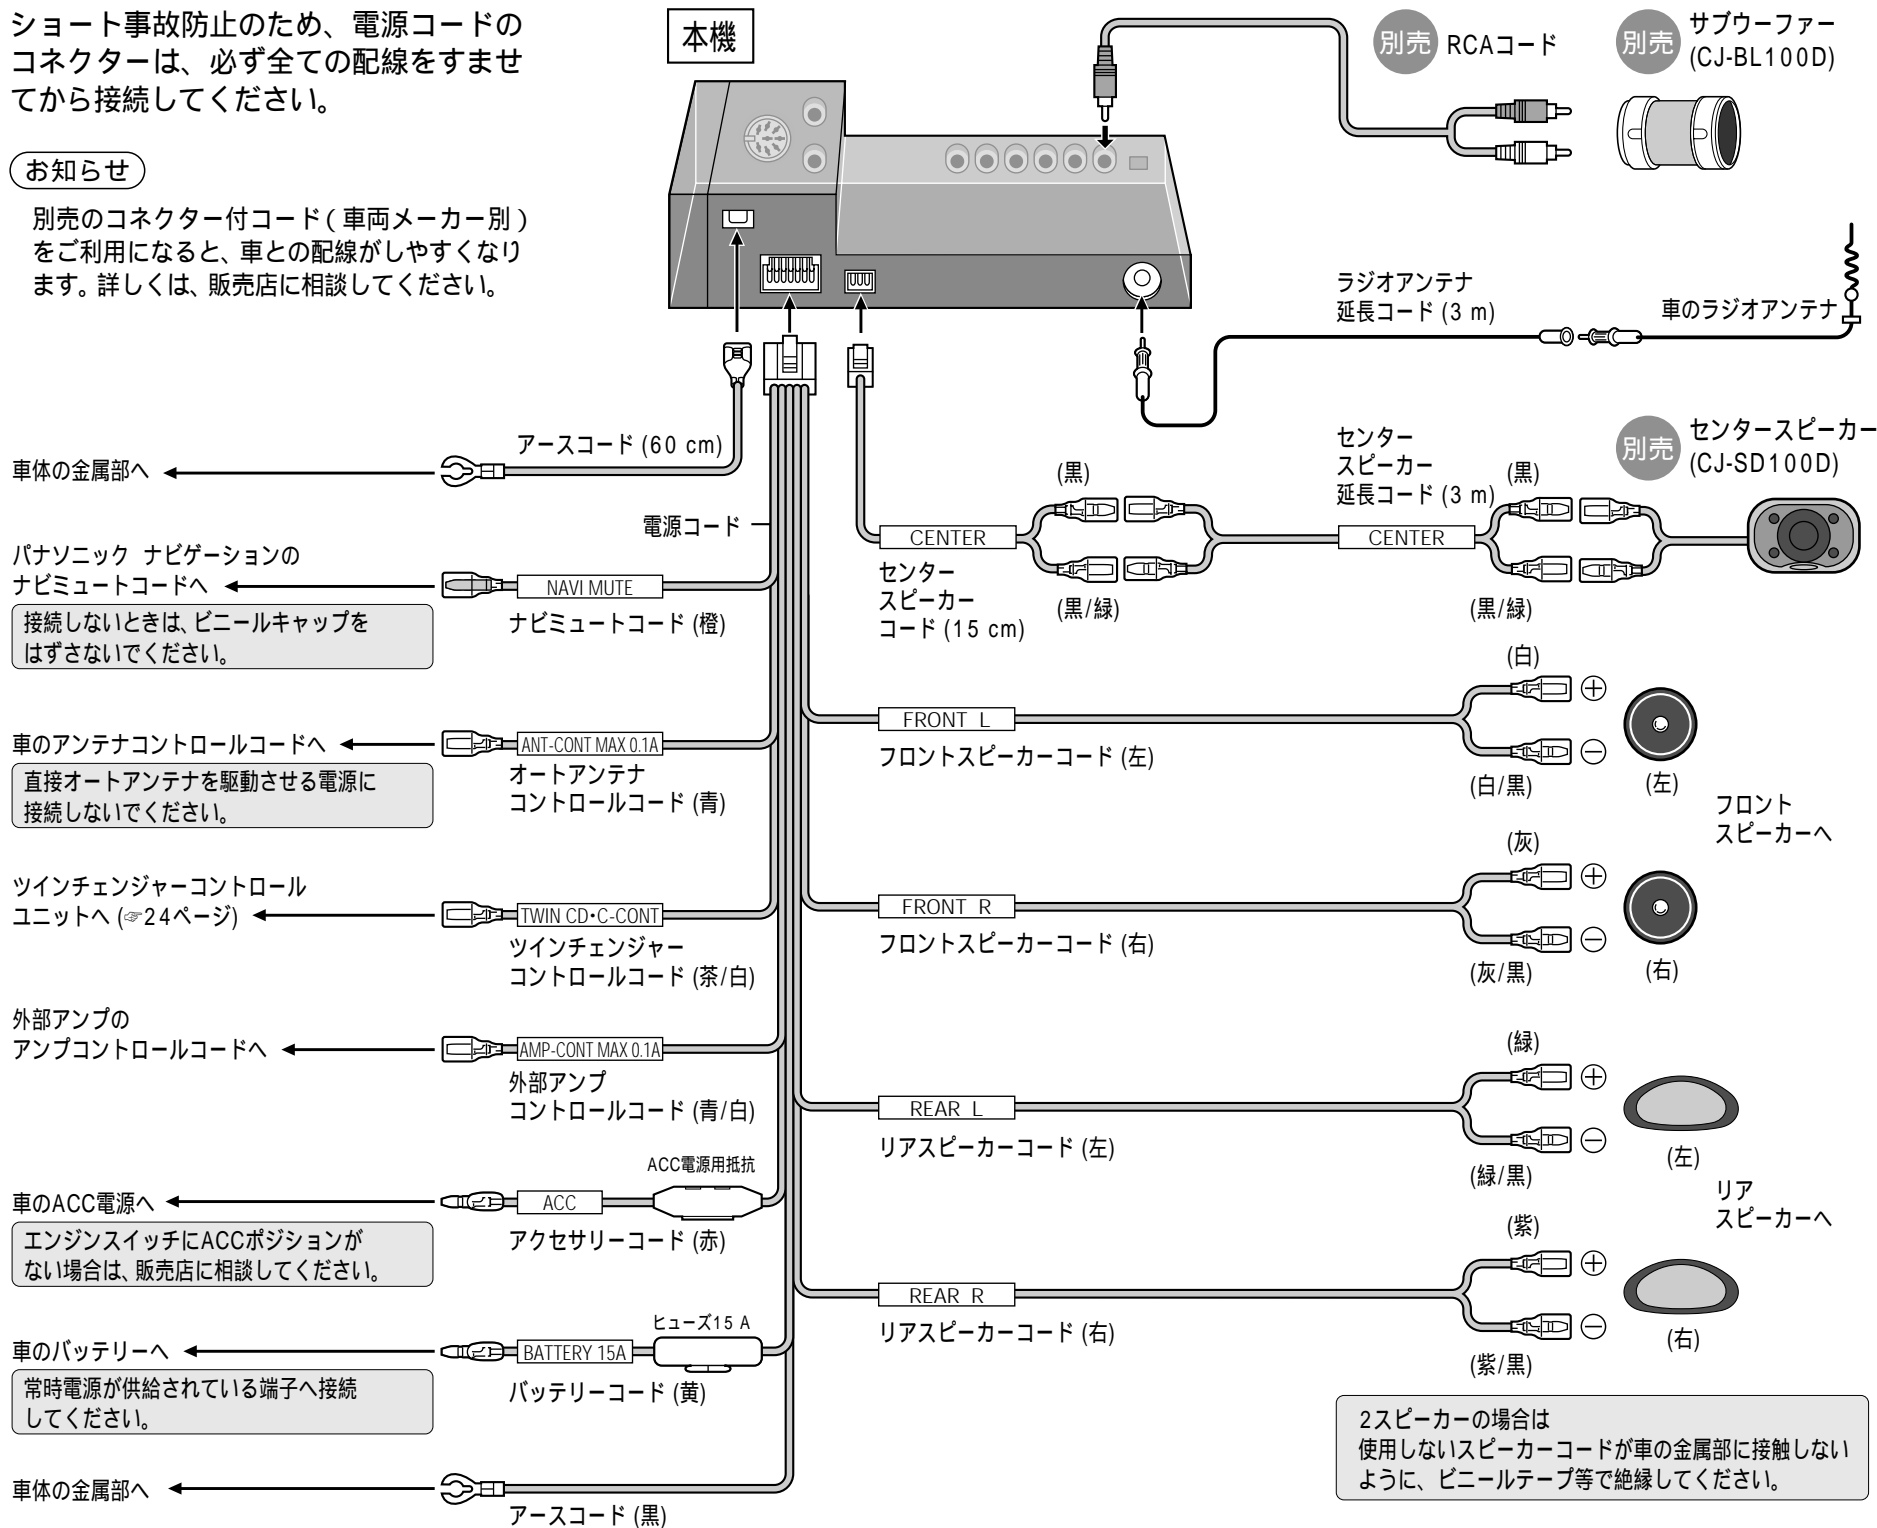 ショート事故防止のため、電源コードの
コネクターは、必ず全ての配線をすませ
てから接続してください。
お知らせ
別売のコネクター付コード(車両メーカー別)
をご利用になると、車との配線がしやすくなり
ます。詳しくは、販売店に相談してください。
本機
別売 RCAコード
別売 サブウーファー
(CJ-BL100D)
ラジオアンテナ
延長コード (3 m)
車のラジオアンテナ
アースコード (60 cm)
車体の金属部へ
電源コード
パナソニック ナビゲーションの
ナビミュートコードへ
NAVI MUTE
ナビミュートコード (橙)
接続しないときは、ビニールキャップを
はずさないでください。
車のアンテナコントロールコードへ
ANT-CONT MAX 0.1A
オートアンテナ
コントロールコード (青)
直接オートアンテナを駆動させる電源に
接続しないでください。
ツインチェンジャーコントロール
ユニットへ (☞24ページ)
TWIN CD•C-CONT
ツインチェンジャー
コントロールコード (茶/白)
外部アンプの
アンプコントロールコードへ
AMP-CONT MAX 0.1A
外部アンプ
コントロールコード (青/白)
ACC電源用抵抗
車のACC電源へ
ACC
アクセサリーコード (赤)
エンジンスイッチにACCポジションが
ない場合は、販売店に相談してください。
ヒューズ15 A
車のバッテリーへ
BATTERY 15A
バッテリーコード (黄)
常時電源が供給されている端子へ接続
してください。
車体の金属部へ
アースコード (黒)
CENTER
センター
スピーカー
コード (15 cm)
(黒)
(黒/緑)
センター
スピーカー
延長コード (3 m)
CENTER
(黒)
(黒/緑)
別売 センタースピーカー
(CJ-SD100D)
FRONT L
フロントスピーカーコード (左)
(白)
⊕
⊖
(白/黒)
(左)
フロント
スピーカーへ
FRONT R
フロントスピーカーコード (右)
(灰)
⊕
⊖
(灰/黒)
(右)
REAR L
リアスピーカーコード (左)
(緑)
⊕
⊖
(緑/黒)
(左)
リア
スピーカーへ
REAR R
リアスピーカーコード (右)
(紫)
⊕
⊖
(紫/黒)
(右)
2スピーカーの場合は
使用しないスピーカーコードが車の金属部に接触しない
ように、ビニールテープ等で絶縁してください。